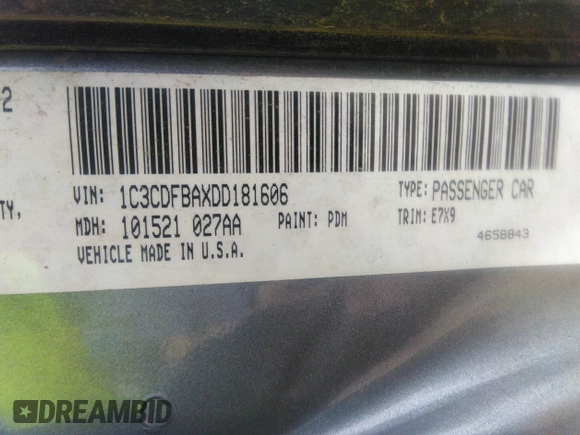 2
TY,
VIN: 1C3CDFBAXDD181606
TYPE: PASSENGER CAR
MDH: 101521 027AA
PAINT: PDM
TRIM: E7X9
VEHICLE MADE IN U.S.A.
4658843
DREAMBID